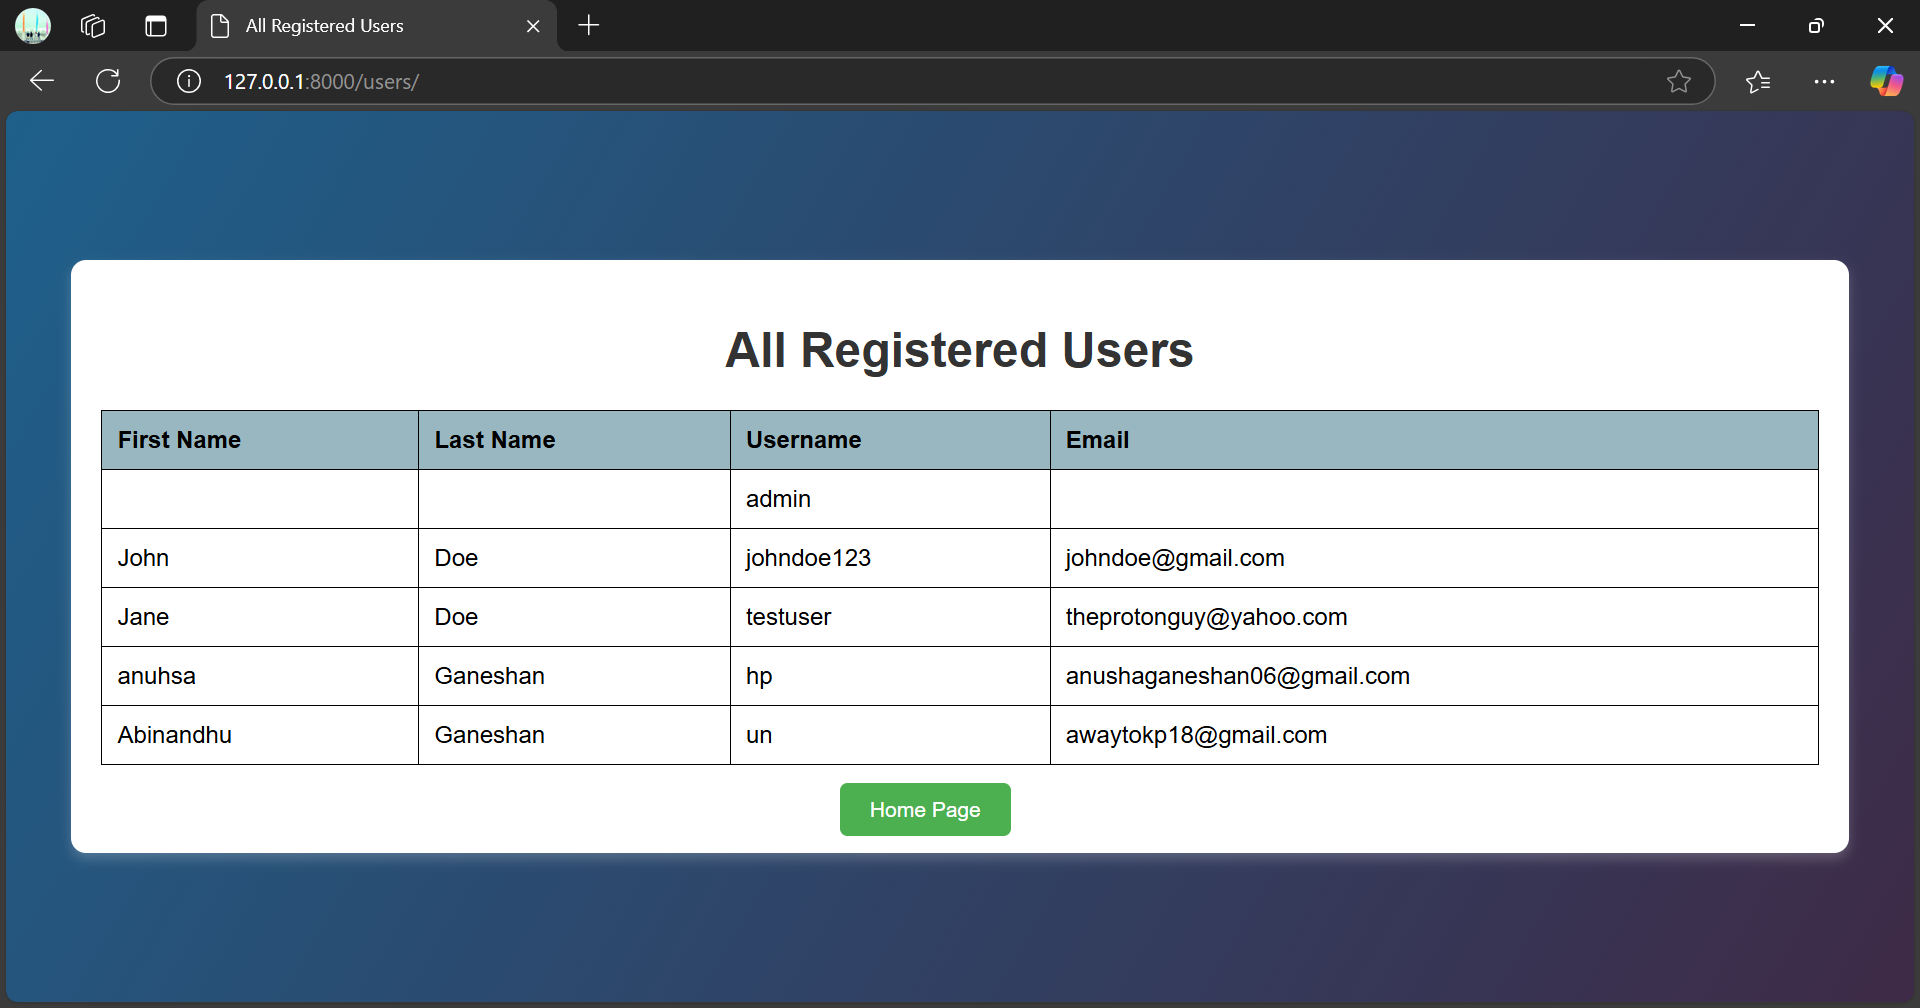 All Registered Users
127.0.0.1:8000/users/
All Registered Users
First Name Last Name Username Email
admin
John Doe johndoe123 johndoe@gmail.com
Jane Doe testuser theprotonguy@yahoo.com
anuhsa Ganeshan hp anushaganeshan06@gmail.com
Abinandhu Ganeshan un awaytokp18@gmail.com
Home Page